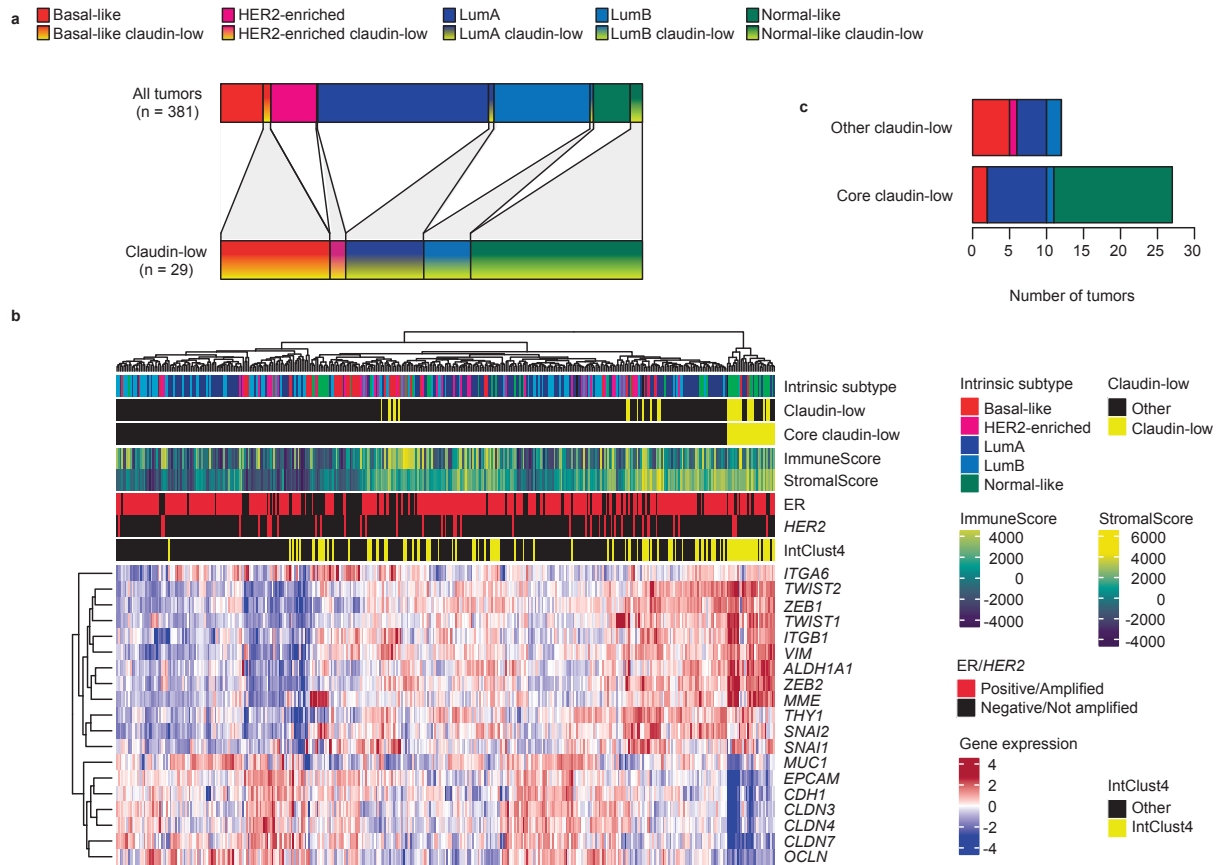 a
Basal-like HER2-enriched LumA LumB Normal-like
Basal-like claudin-low HER2-enriched claudin-low LumA claudin-low LumB claudin-low Normal-like claudin-low
All tumors
(n = 381)
Claudin-low
(n = 29)
c
Other claudin-low
Core claudin-low
0 5 10 15 20 25 30
Number of tumors
b
Intrinsic subtype
Claudin-low
Core claudin-low
ImmuneScore
StromalScore
ER
HER2
IntClust4
ITGA6
TWIST2
ZEB1
TWIST1
ITGB1
VIM
ALDH1A1
ZEB2
MME
THY1
SNAI2
SNAI1
MUC1
EPCAM
CDH1
CLDN3
CLDN4
CLDN7
OCLN
Intrinsic subtype
Basal-like
HER2-enriched
LumA
LumB
Normal-like
Claudin-low
Other
Claudin-low
ImmuneScore
4000
2000
0
-2000
-4000
StromalScore
6000
4000
2000
0
-2000
-4000
ER/HER2
Positive/Amplified
Negative/Not amplified
Gene expression
4
2
0
-2
-4
IntClust4
Other
IntClust4